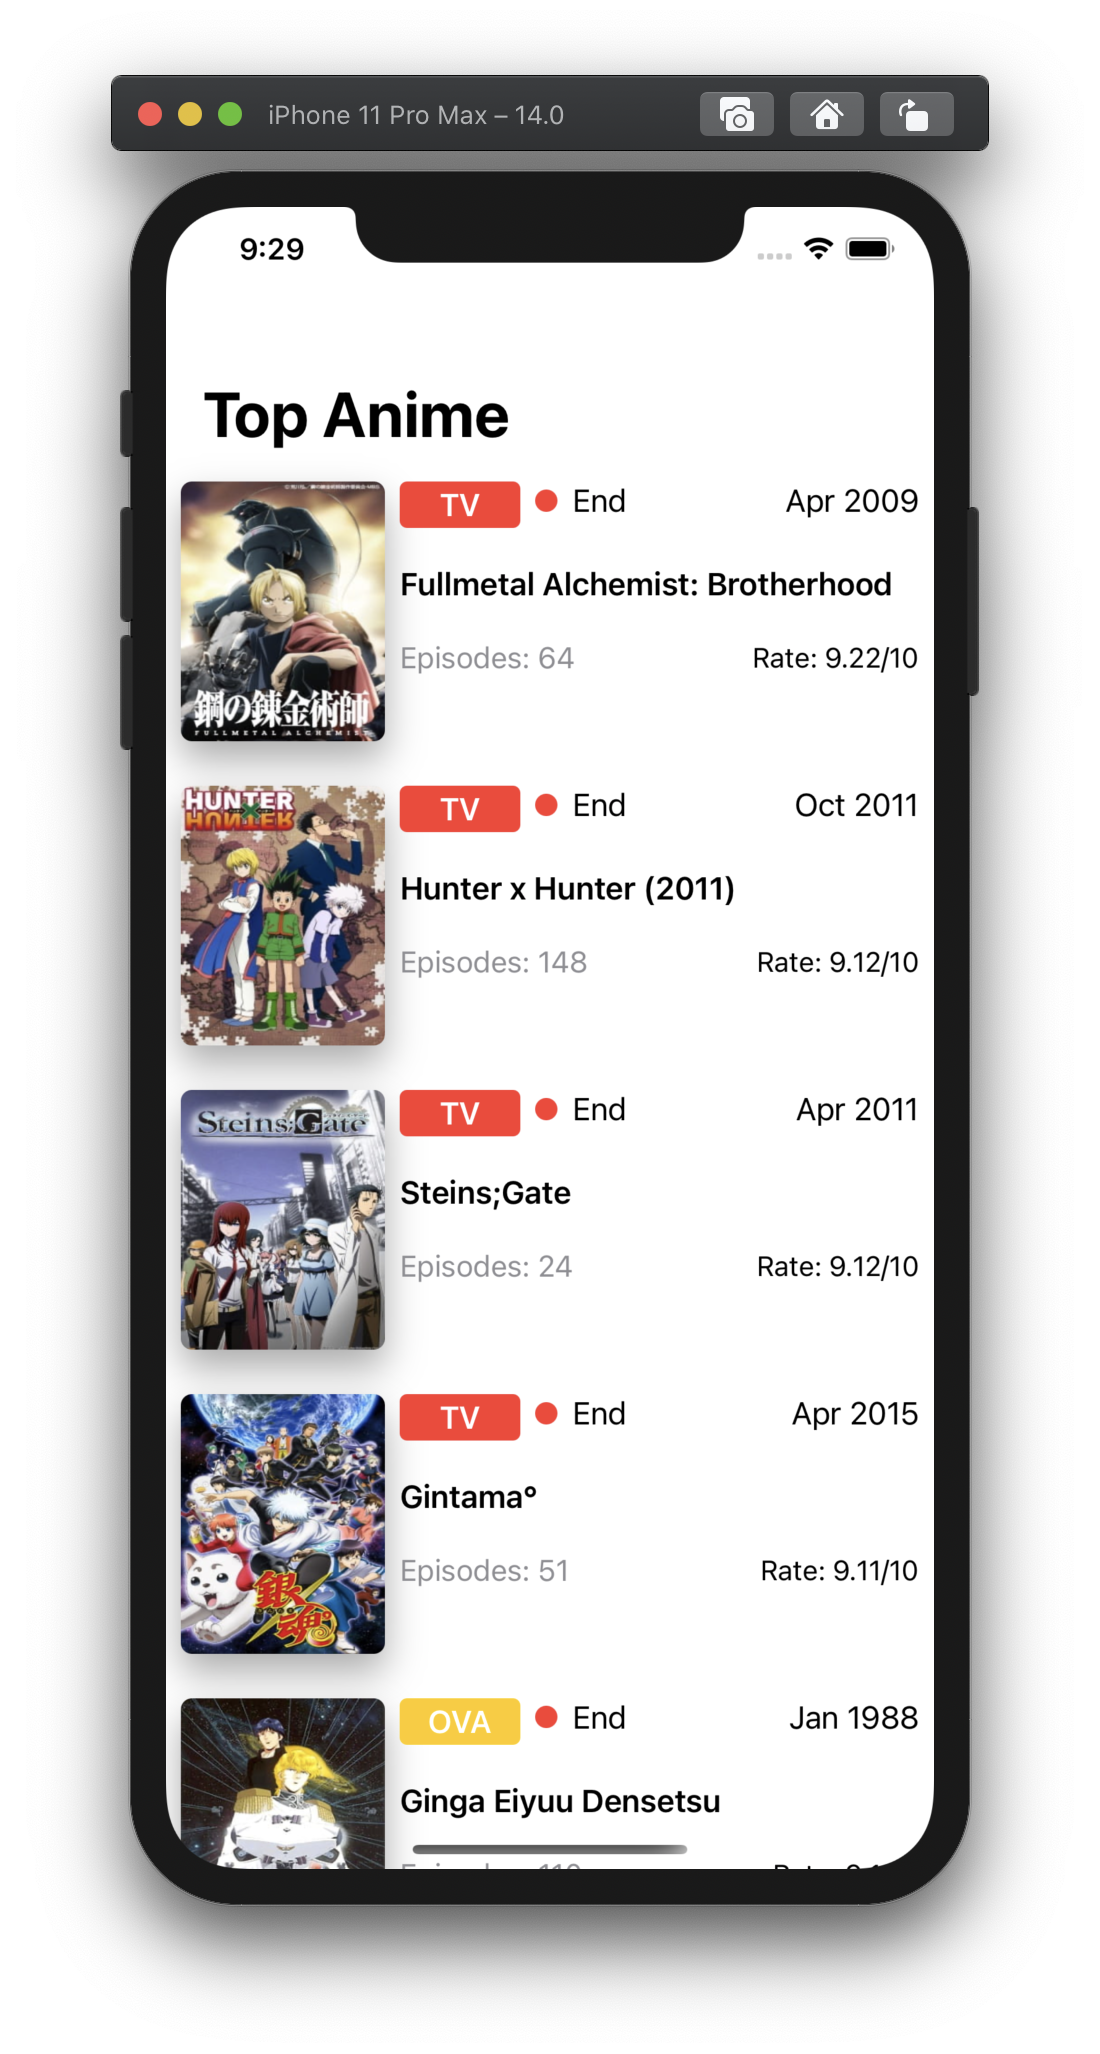 iPhone 11 Pro Max – 14.0
9:29
Top Anime
TV
End
Apr 2009
Fullmetal Alchemist: Brotherhood
Episodes: 64
Rate: 9.22/10
鋼の錬金術師
FULLMETAL ALCHEMIST
HUNTER
HUNTER
TV
End
Oct 2011
Hunter x Hunter (2011)
Episodes: 148
Rate: 9.12/10
Steins;Gate
TV
End
Apr 2011
Steins;Gate
Episodes: 24
Rate: 9.12/10
TV
End
Apr 2015
Gintama°
Episodes: 51
Rate: 9.11/10
銀魂
OVA
End
Jan 1988
Ginga Eiyuu Densetsu